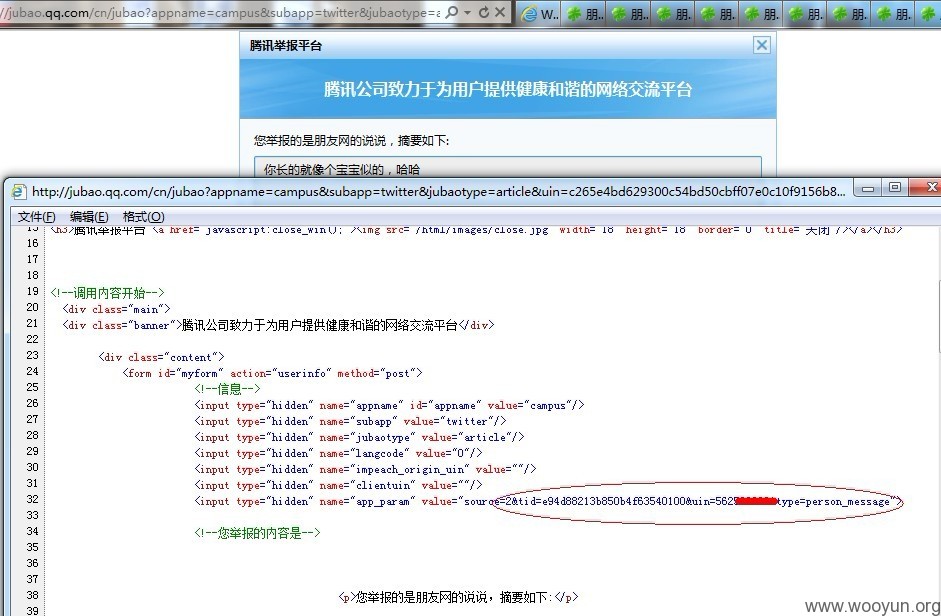 //jubao.qq.com/cn/jubao?appname=campus&subapp=twitter&jubaotype=a
W..
朋..
朋..
朋..
朋..
朋..
朋..
朋..
朋..
腾讯举报平台
腾讯公司致力于为用户提供健康和谐的网络交流平台
您举报的是朋友网的说说，摘要如下:
你长的就像个宝宝似的，哈哈
http://jubao.qq.com/cn/jubao?appname=campus&subapp=twitter&jubaotype=article&uin=c265e4bd629300c54bd50cbff07e0c10f9156b8...
文件(F) 编辑(E) 格式(O)
15 <h3>腾讯举报平台 <a href="javascript:close_win();"><img src="/html/images/close.jpg" width="18" height="18" border="0" title="关闭"/></a></h3>
16
17
18
19 <!--调用内容开始-->
20 <div class="main">
21 <div class="banner">腾讯公司致力于为用户提供健康和谐的网络交流平台</div>
22
23 <div class="content">
24 <form id="myform" action="userinfo" method="post">
25 <!--信息-->
26 <input type="hidden" name="appname" id="appname" value="campus"/>
27 <input type="hidden" name="subapp" value="twitter"/>
28 <input type="hidden" name="jubaotype" value="article"/>
29 <input type="hidden" name="langcode" value="0"/>
30 <input type="hidden" name="impeach_origin_uin" value=""/>
31 <input type="hidden" name="clientuin" value=""/>
32 <input type="hidden" name="app_param" value="source=2&tid=e94d88213b850b4f63540100&uin=562 type=person_message">
33
34 <!--您举报的内容是-->
35
36
37
38 <p>您举报的是朋友网的说说，摘要如下:</p>
www.wooyun.org